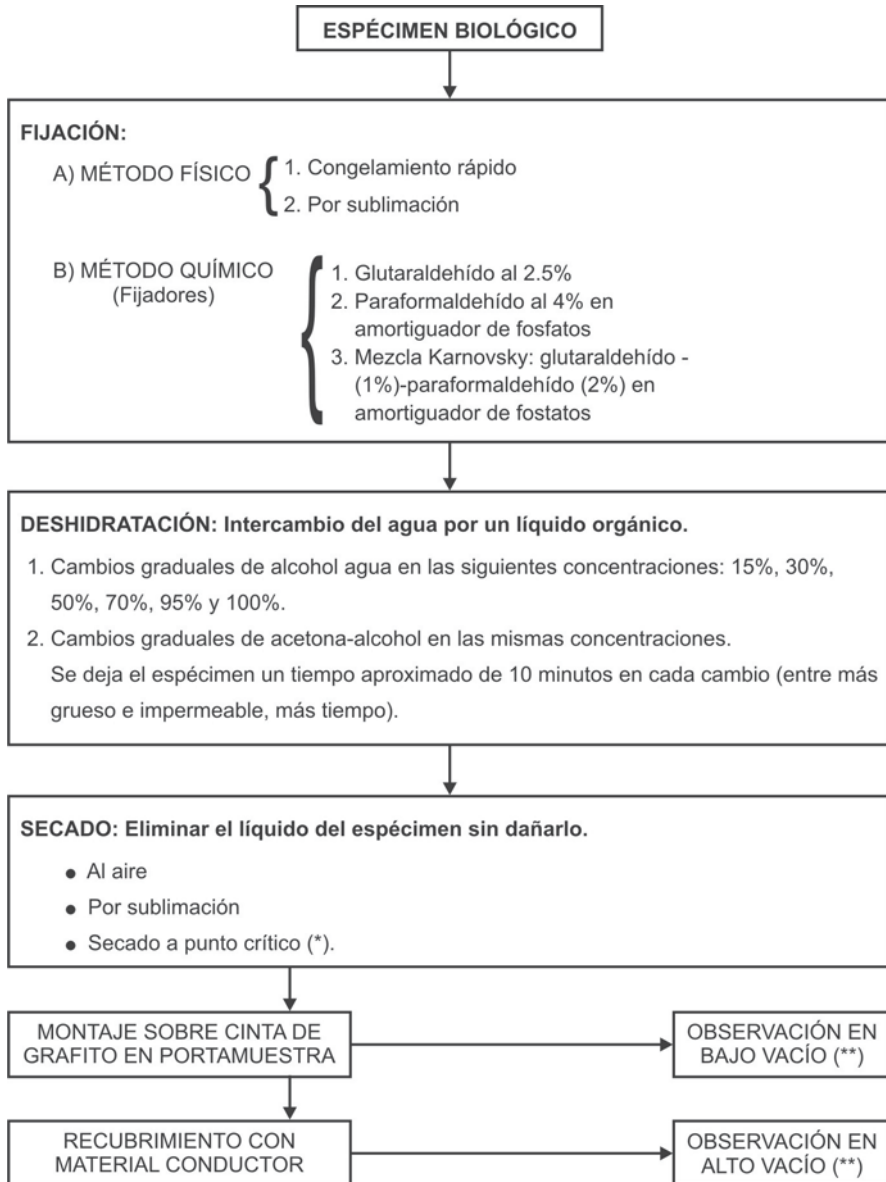 ESPÉCIMEN BIOLÓGICO
FIJACIÓN:
A) MÉTODO FÍSICO
1. Congelamiento rápido
2. Por sublimación
B) MÉTODO QUÍMICO
(Fijadores)
1. Glutaraldehído al 2.5%
2. Paraformaldehído al 4% en
amortiguador de fosfatos
3. Mezcla Karnovsky: glutaraldehído -
(1%)-paraformaldehído (2%) en
amortiguador de fostatos
DESHIDRATACIÓN: Intercambio del agua por un líquido orgánico.
1. Cambios graduales de alcohol agua en las siguientes concentraciones: 15%, 30%,
50%, 70%, 95% y 100%.
2. Cambios graduales de acetona-alcohol en las mismas concentraciones.
Se deja el espécimen un tiempo aproximado de 10 minutos en cada cambio (entre más
grueso e impermeable, más tiempo).
SECADO: Eliminar el líquido del espécimen sin dañarlo.
● Al aire
● Por sublimación
● Secado a punto crítico (*).
MONTAJE SOBRE CINTA DE
GRAFITO EN PORTAMUESTRA
OBSERVACIÓN EN
BAJO VACÍO (**)
RECUBRIMIENTO CON
MATERIAL CONDUCTOR
OBSERVACIÓN EN
ALTO VACÍO (**)